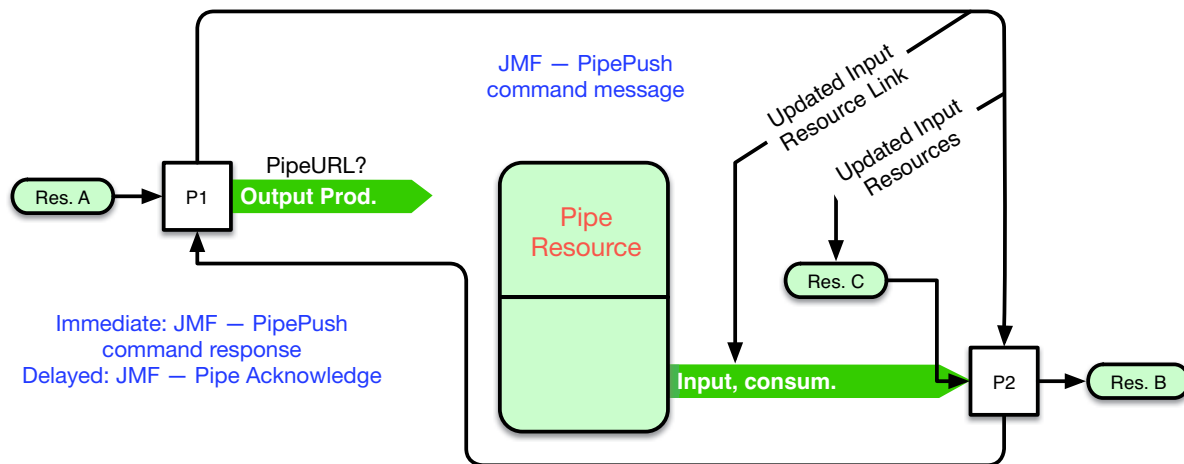 JMF — PipePush
command message
Updated Input
Resource Link
Updated Input
Resources
PipeURL?
Res. A
P1
Output Prod.
Pipe
Resource
Res. C
Immediate: JMF — PipePush
command response
Delayed: JMF — Pipe Acknowledge
Input, consum.
P2
Res. B